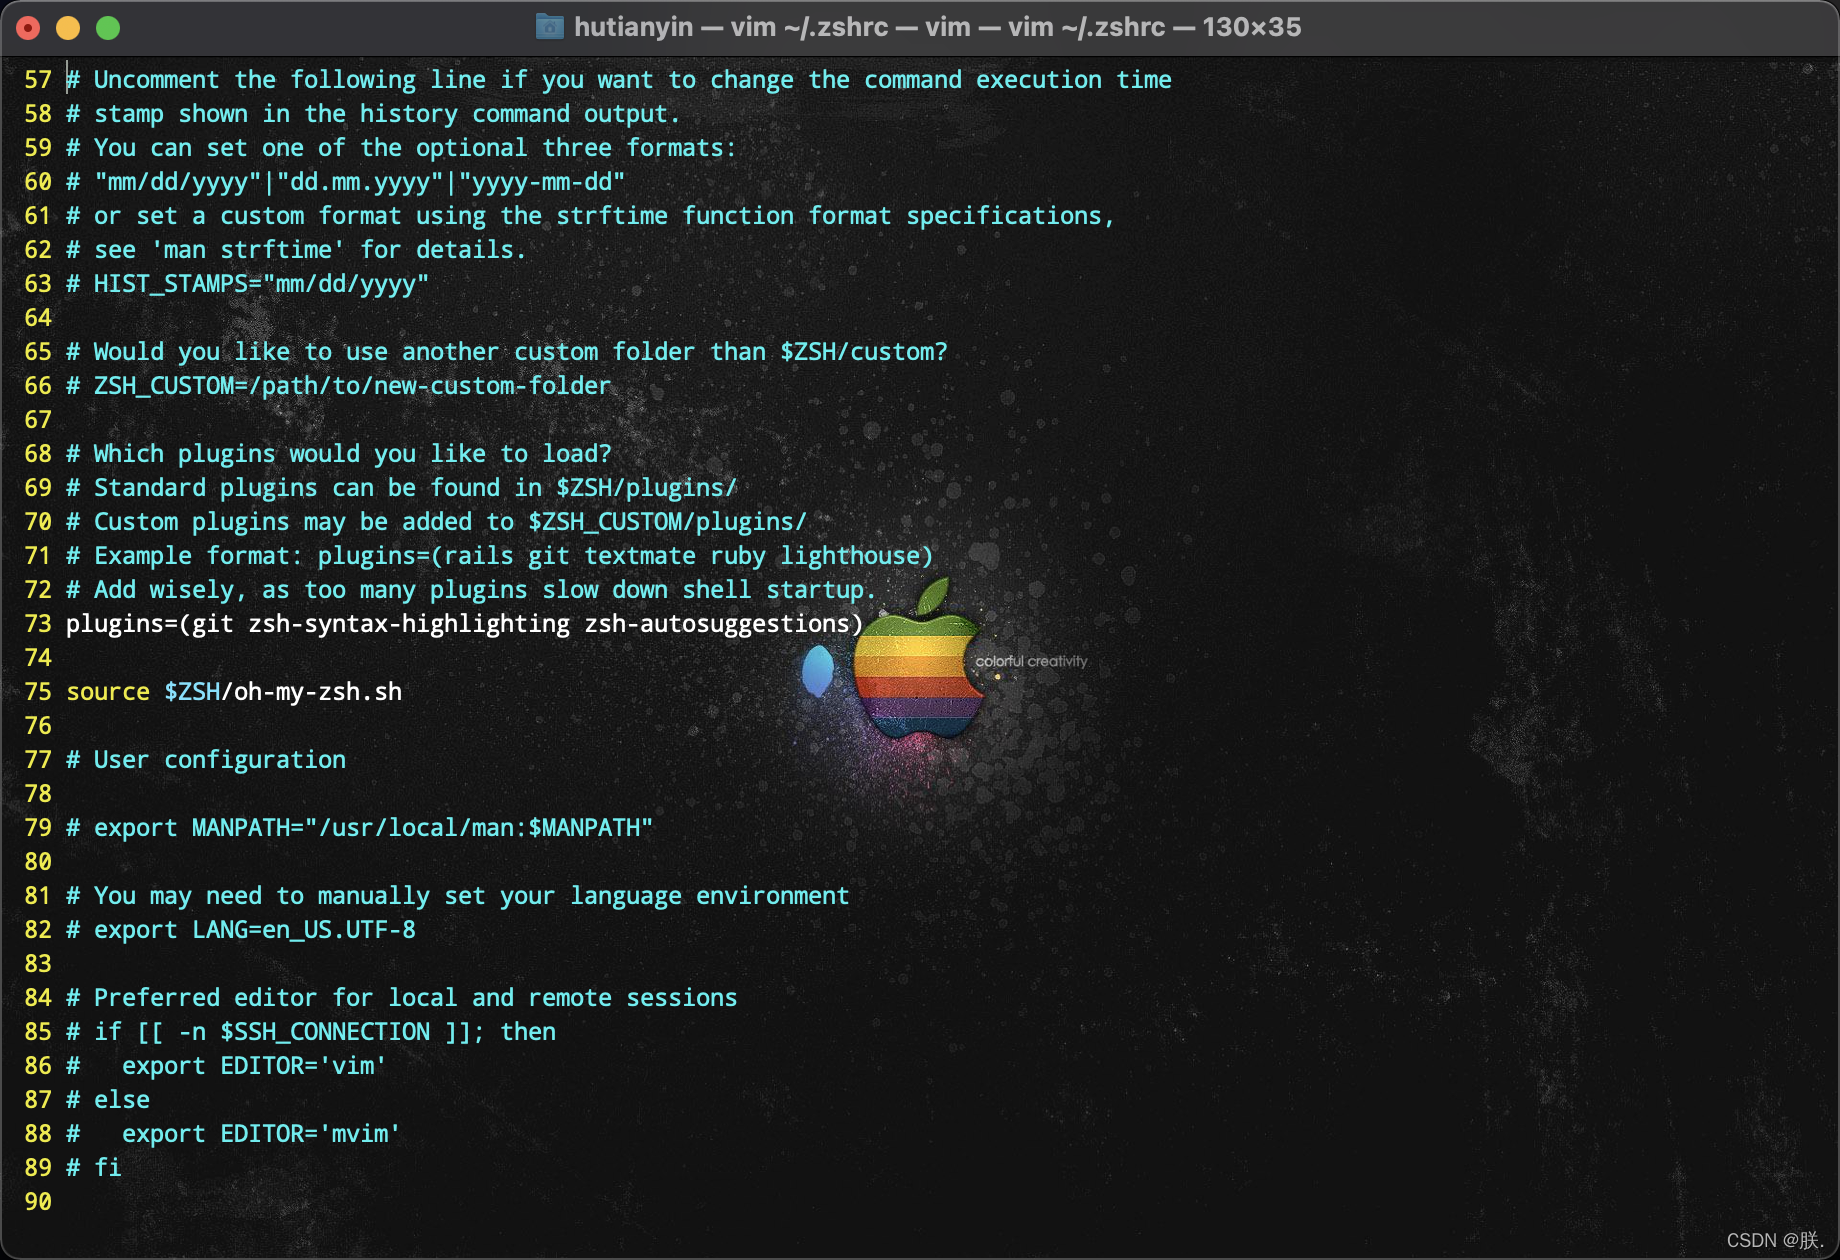 hutianyin — vim ~/.zshrc — vim — vim ~/.zshrc — 130×35
57 # Uncomment the following line if you want to change the command execution time
58 # stamp shown in the history command output.
59 # You can set one of the optional three formats:
60 # "mm/dd/yyyy"|"dd.mm.yyyy"|"yyyy-mm-dd"
61 # or set a custom format using the strftime function format specifications,
62 # see 'man strftime' for details.
63 # HIST_STAMPS="mm/dd/yyyy"
64
65 # Would you like to use another custom folder than $ZSH/custom?
66 # ZSH_CUSTOM=/path/to/new-custom-folder
67
68 # Which plugins would you like to load?
69 # Standard plugins can be found in $ZSH/plugins/
70 # Custom plugins may be added to $ZSH_CUSTOM/plugins/
71 # Example format: plugins=(rails git textmate ruby lighthouse)
72 # Add wisely, as too many plugins slow down shell startup.
73 plugins=(git zsh-syntax-highlighting zsh-autosuggestions)
74
colorful creativity
75 source $ZSH/oh-my-zsh.sh
76
77 # User configuration
78
79 # export MANPATH="/usr/local/man:$MANPATH"
80
81 # You may need to manually set your language environment
82 # export LANG=en_US.UTF-8
83
84 # Preferred editor for local and remote sessions
85 # if [[ -n $SSH_CONNECTION ]]; then
86 #   export EDITOR='vim'
87 # else
88 #   export EDITOR='mvim'
89 # fi
90
CSDN @朕.